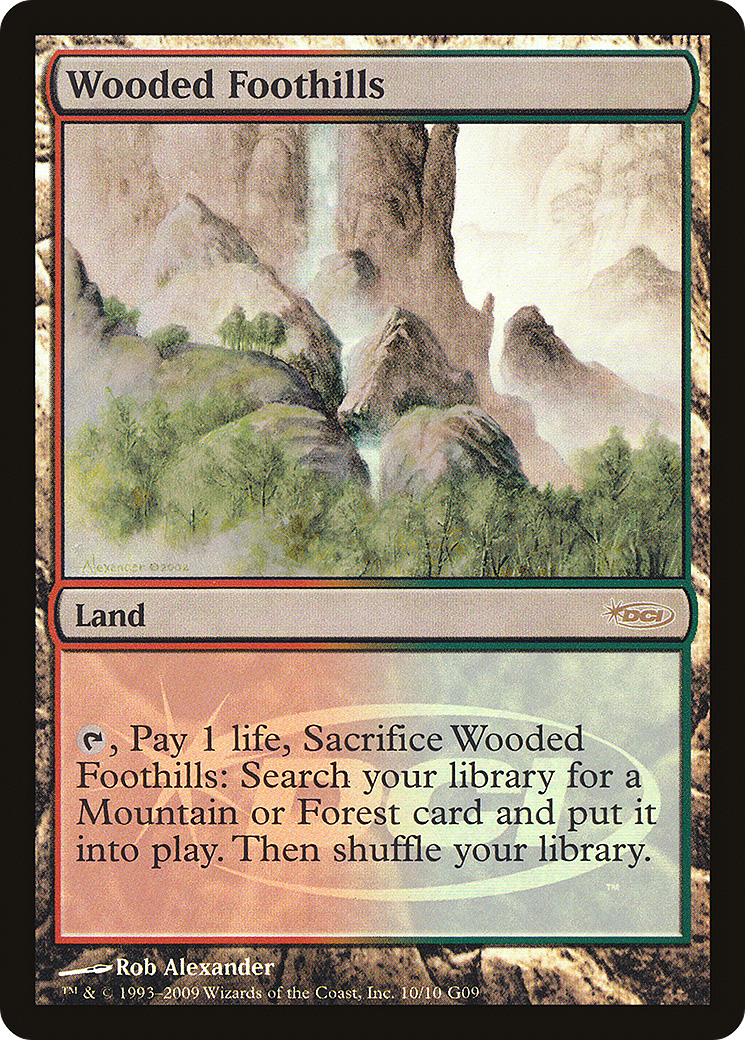 Wooded Foothills
Alexander ©2002
Land
DCI
, Pay 1 life, Sacrifice Wooded
Foothills: Search your library for a
Mountain or Forest card and put it
into play. Then shuffle your library.
DCI
™
Rob Alexander
™ & © 1993–2009 Wizards of the Coast, Inc. 10/10 G09